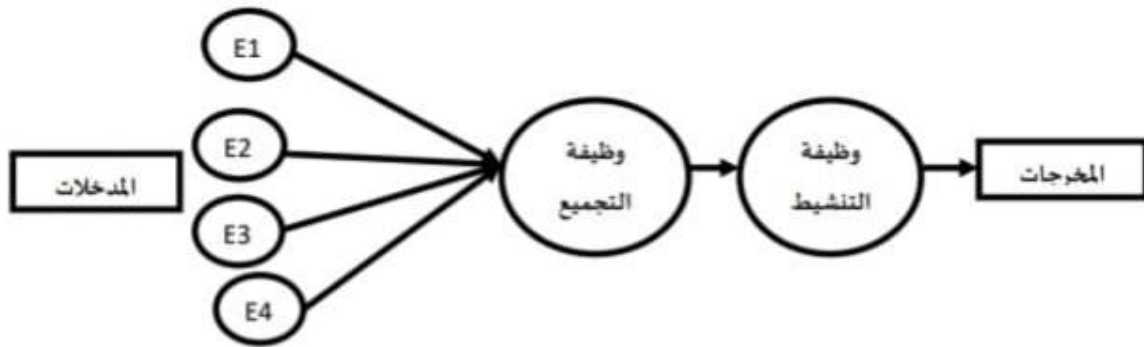 E1
E2
E3
E4
المدخلات
وظيفة
التجميع
وظيفة
التنشيط
المخرجات